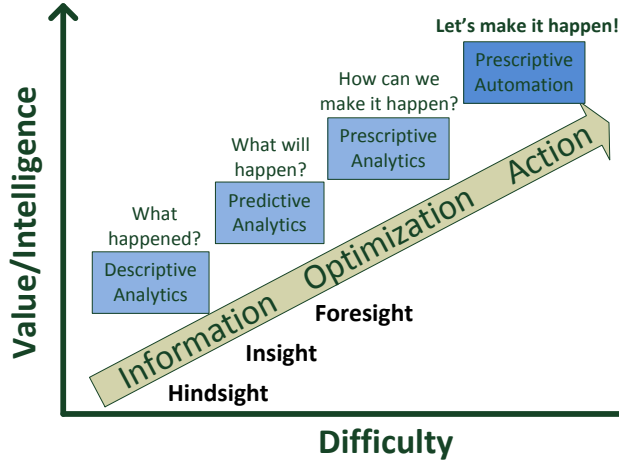 Let's make it happen!
Prescriptive
Automation
How can we
make it happen?
Prescriptive
Analytics
What will
happen?
Predictive
Analytics
What
happened?
Descriptive
Analytics
Information Optimization Action
Foresight
Insight
Hindsight
Value/Intelligence
Difficulty